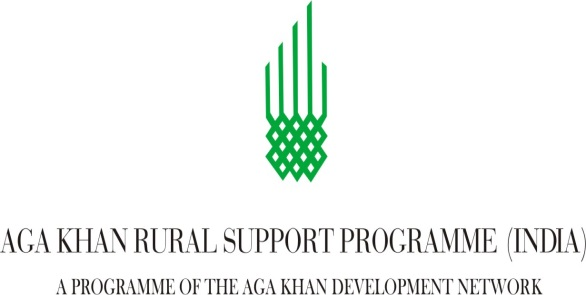 AGA KHAN RURAL SUPPORT PROGRAMME (INDIA)
A PROGRAMME OF THE AGA KHAN DEVELOPMENT NETWORK